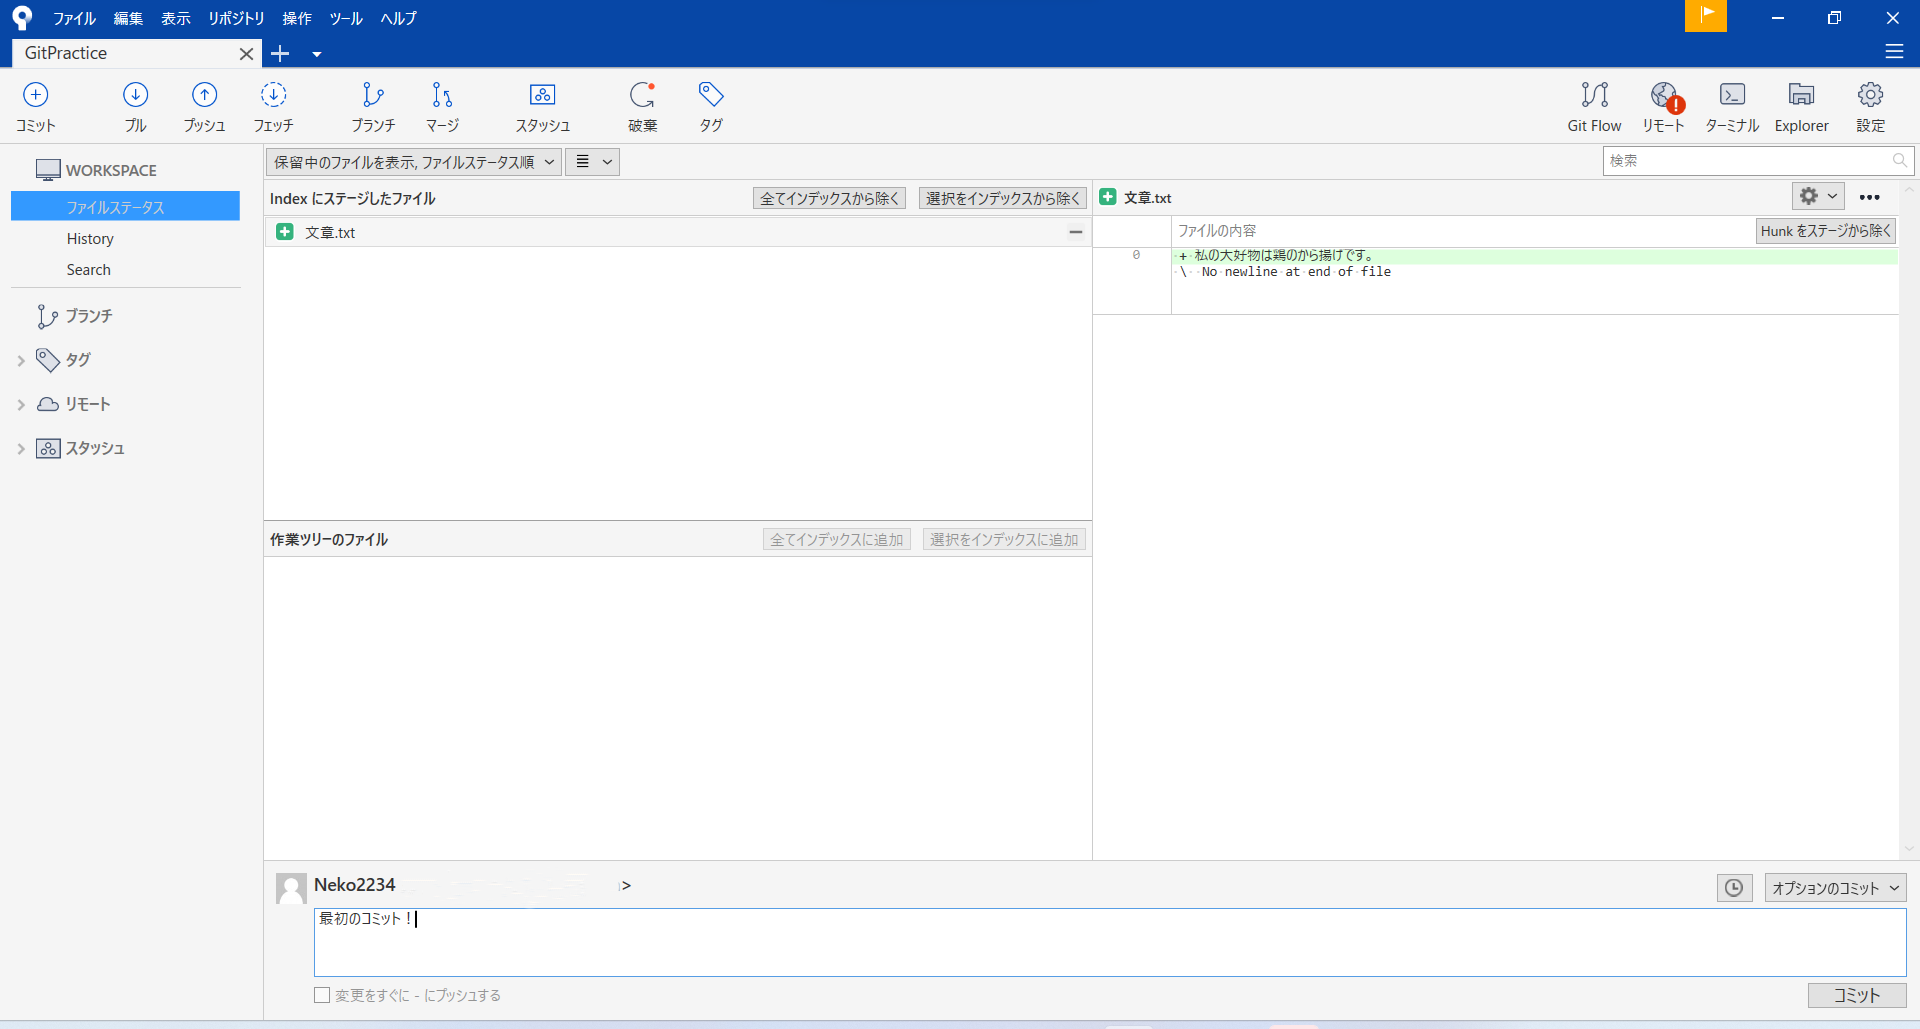 ファイル 編集 表示 リポジトリ 操作 ツール ヘルプ
GitPractice
コミット プル プッシュ フェッチ ブランチ マージ スタッシュ 破棄 タグ Git Flow リモート ターミナル Explorer 設定
WORKSPACE
ファイルステータス
History
Search
ブランチ
タグ
リモート
スタッシュ
保留中のファイルを表示, ファイルステータス順
検索
Index にステージしたファイル 全てインデックスから除く 選択をインデックスから除く
文章.txt
作業ツリーのファイル 全てインデックスに追加 選択をインデックスに追加
文章.txt
ファイルの内容 Hunk をステージから除く
0 + 私の大好物は鶏のから揚げです。
\ No newline at end of file
Neko2234 >
オプションのコミット
最初のコミット！
変更をすぐに - にプッシュする
コミット